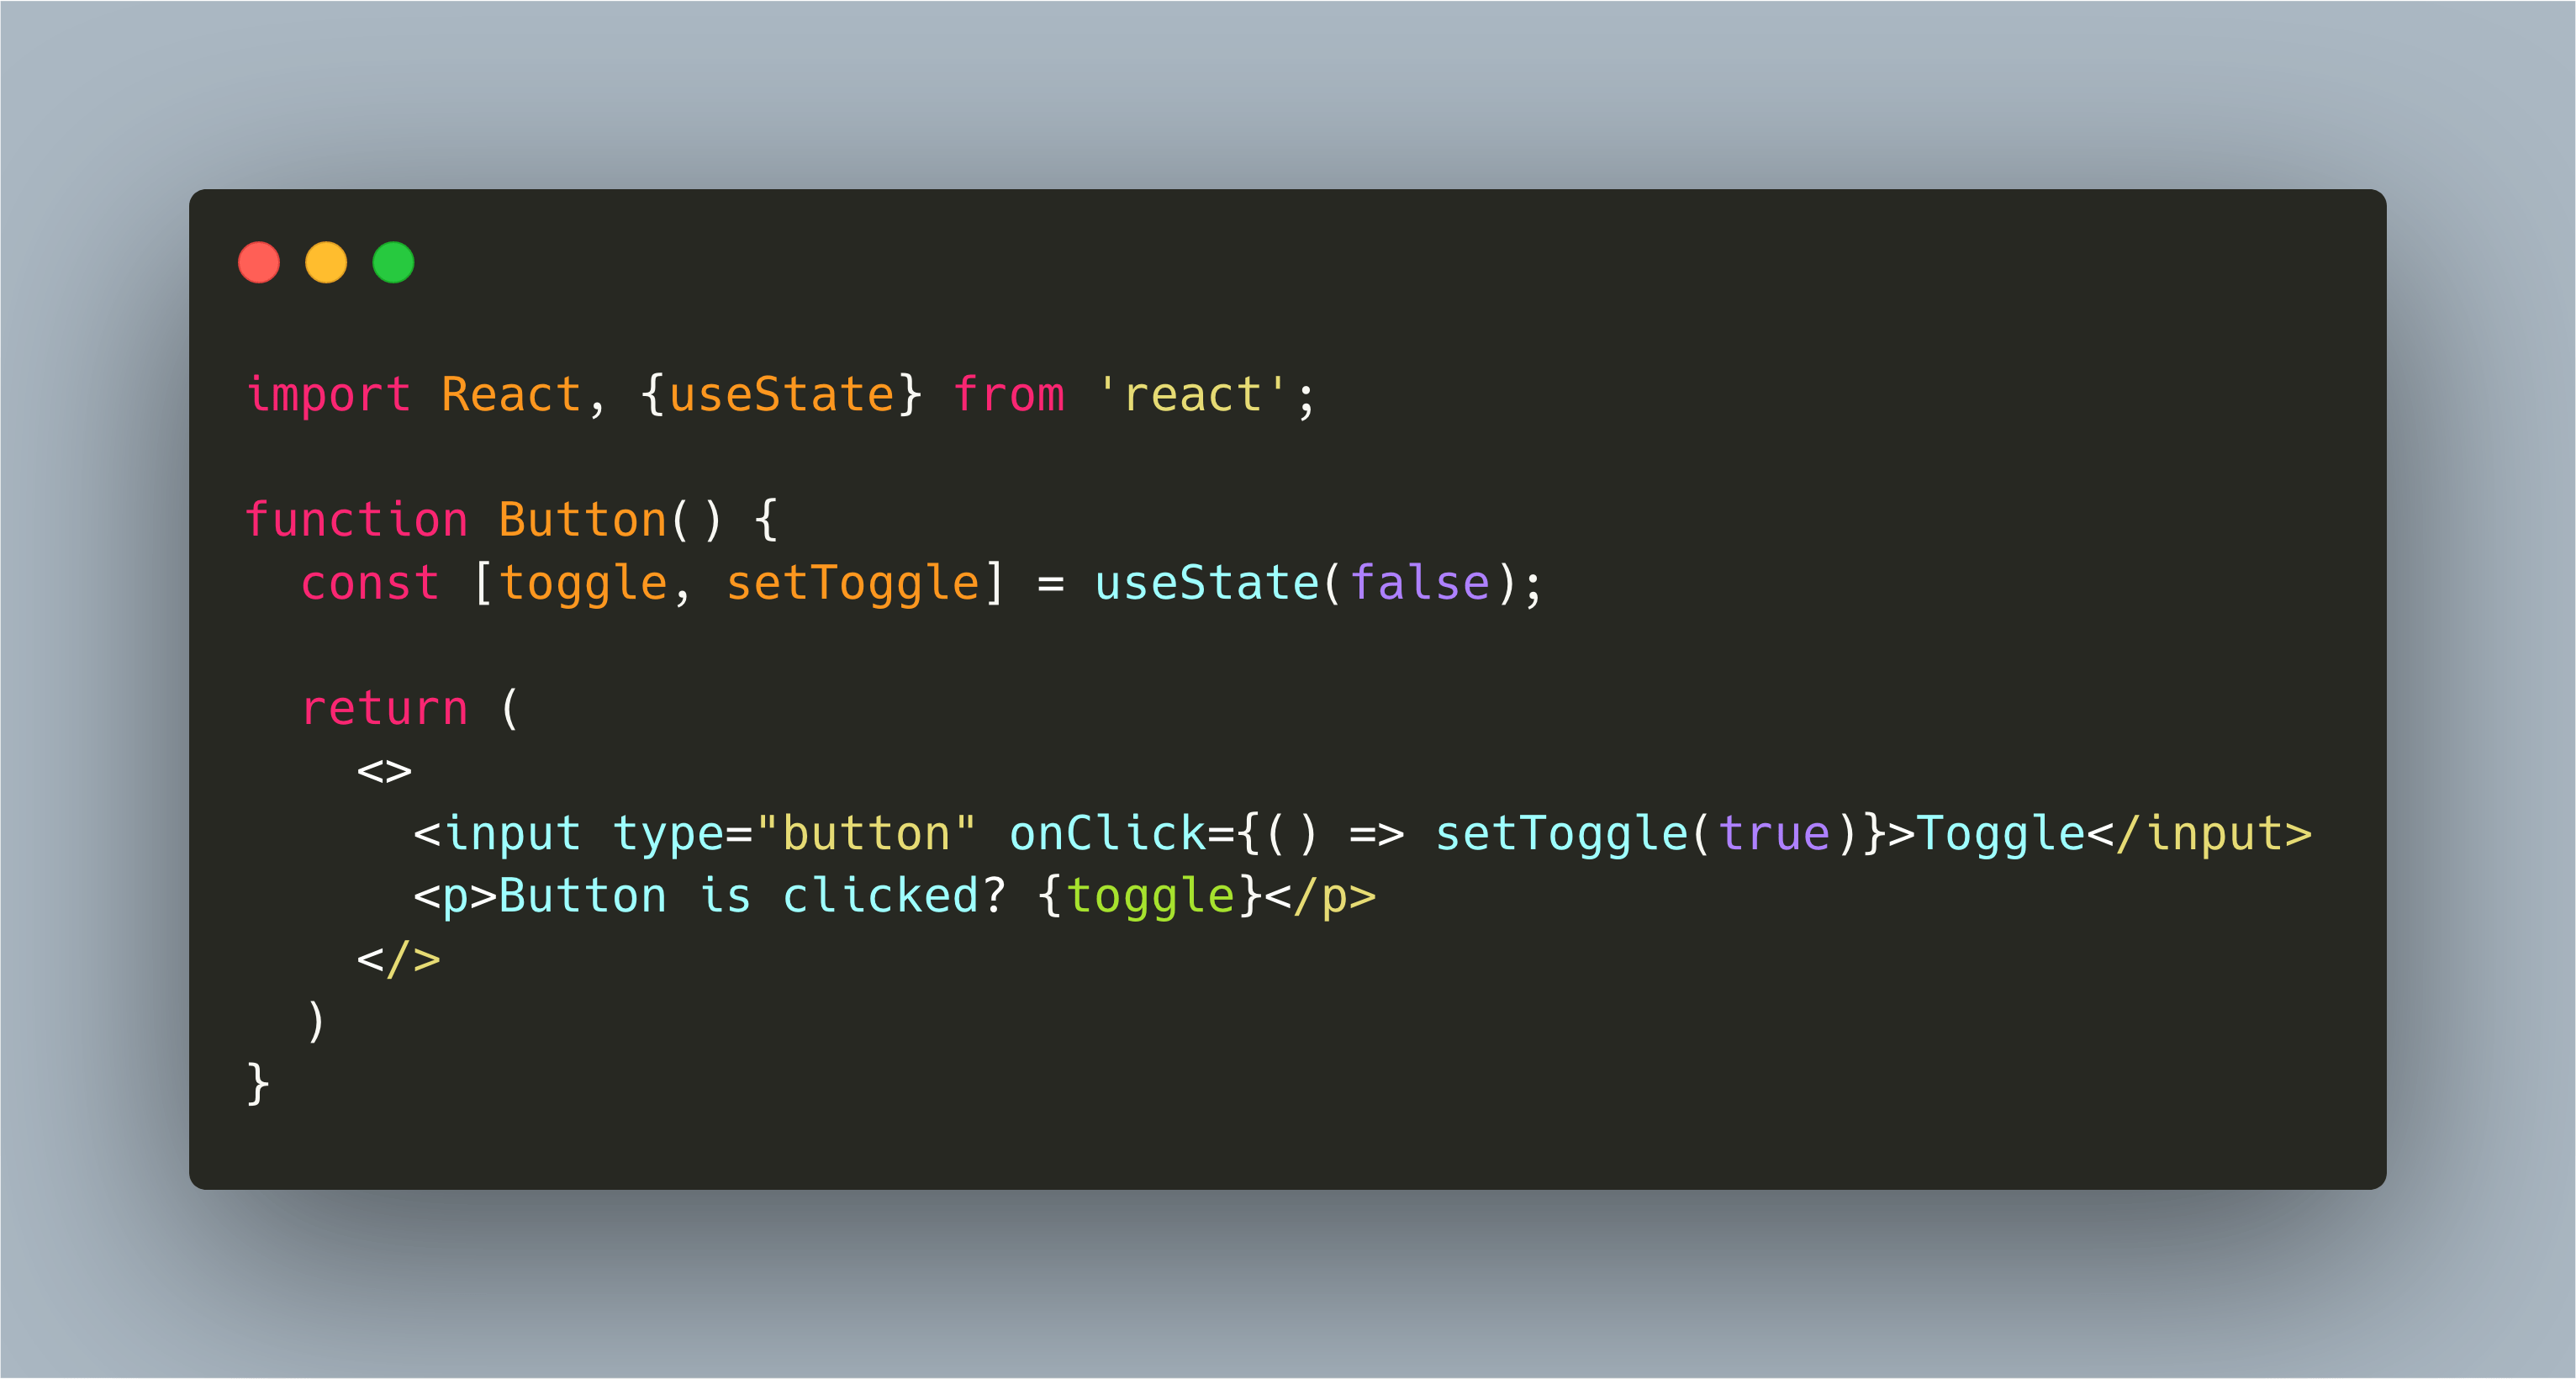 import React, {useState} from 'react';

function Button() {
  const [toggle, setToggle] = useState(false);

  return (
    <>
      <input type="button" onClick={() => setToggle(true)}>Toggle</input>
      <p>Button is clicked? {toggle}</p>
    </>
  )
}